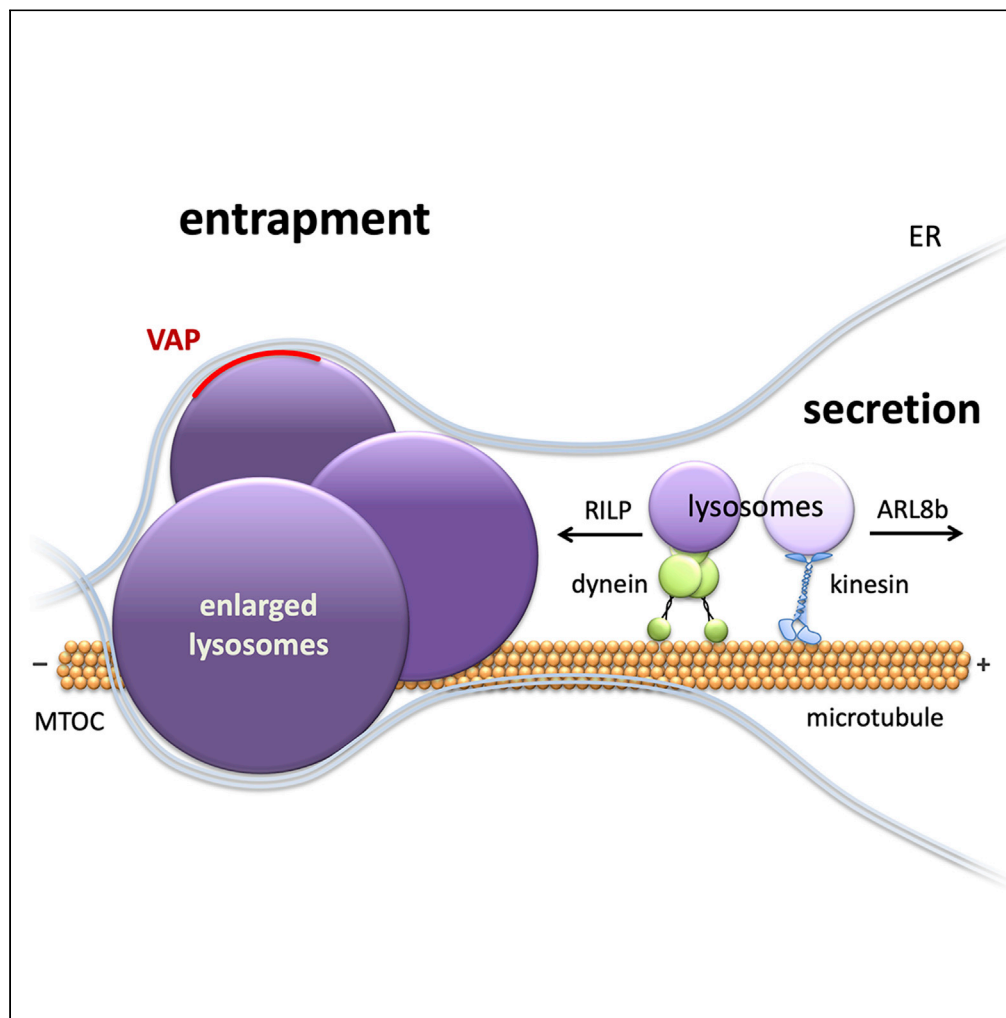 entrapment
ER
VAP
secretion
RILP
lysosomes
ARL8b
dynein
kinesin
enlarged
lysosomes
–
+
MTOC
microtubule